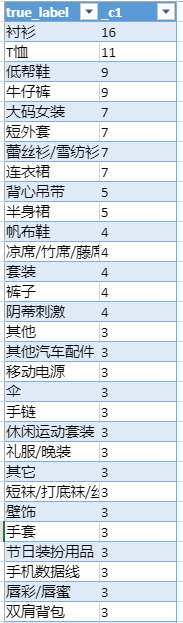 true_label _c1
衬衫 16
T恤 11
低帮鞋 9
牛仔裤 9
大码女装 7
短外套 7
蕾丝衫/雪纺衫 7
连衣裙 7
背心吊带 5
半身裙 5
帆布鞋 4
凉席/竹席/藤席 4
套装 4
裤子 4
阴蒂刺激 4
其他 3
其他汽车配件 3
移动电源 3
伞 3
手链 3
休闲运动套装 3
礼服/晚装 3
其它 3
短袜/打底袜/丝 3
壁饰 3
手套 3
节日装扮用品 3
手机数据线 3
唇彩/唇蜜 3
双肩背包 3